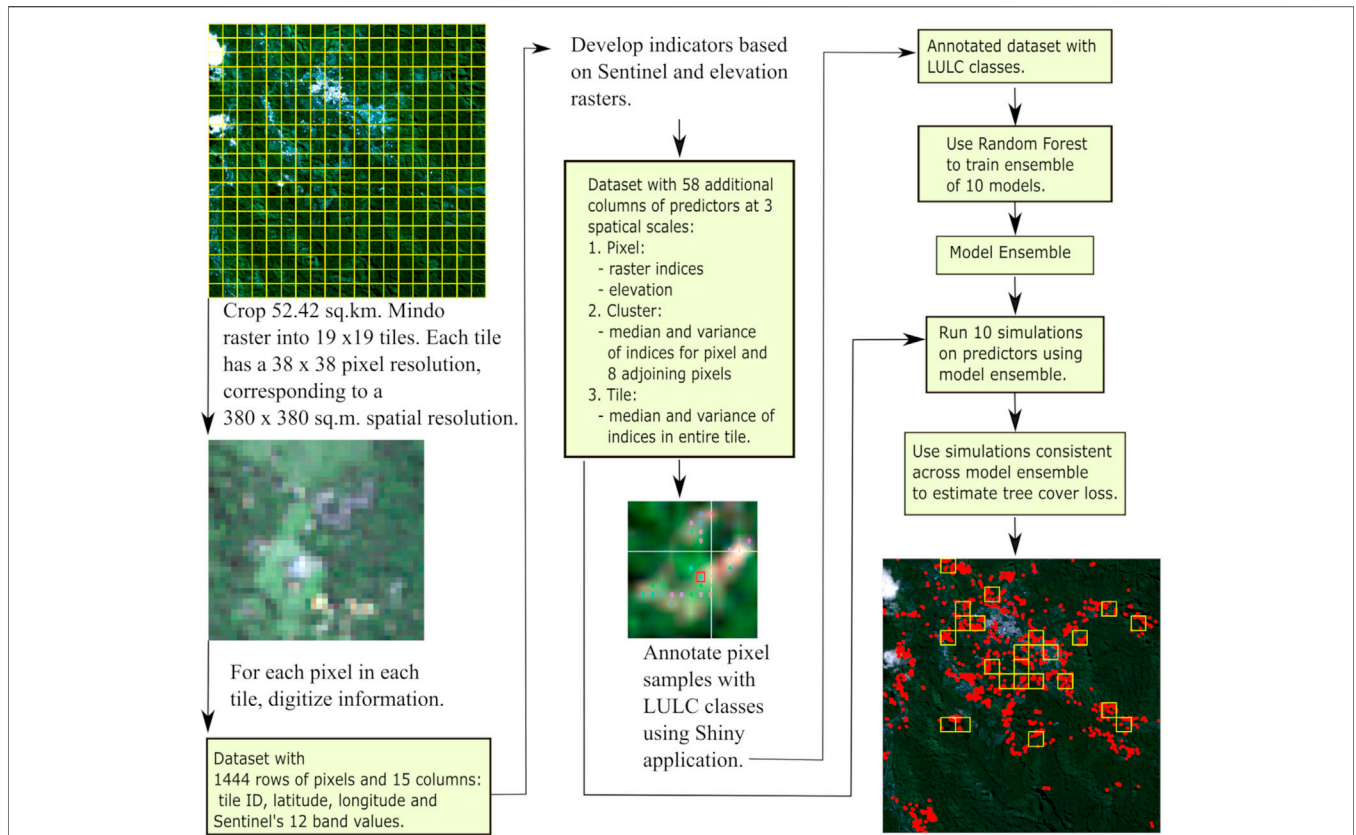 Crop 52.42 sq.km. Mindo
raster into 19 x19 tiles. Each tile
has a 38 x 38 pixel resolution,
corresponding to a
380 x 380 sq.m. spatial resolution.
For each pixel in each
tile, digitize information.
Dataset with
1444 rows of pixels and 15 columns:
tile ID, latitude, longitude and
Sentinel's 12 band values.
Develop indicators based
on Sentinel and elevation
rasters.
Dataset with 58 additional
columns of predictors at 3
spatical scales:
1. Pixel:
- raster indices
- elevation
2. Cluster:
- median and variance
of indices for pixel and
8 adjoining pixels
3. Tile:
- median and variance of
indices in entire tile.
Annotate pixel
samples with
LULC classes
using Shiny
application.
Annotated dataset with
LULC classes.
Use Random Forest
to train ensemble
of 10 models.
Model Ensemble
Run 10 simulations
on predictors using
model ensemble.
Use simulations consistent
across model ensemble
to estimate tree cover loss.